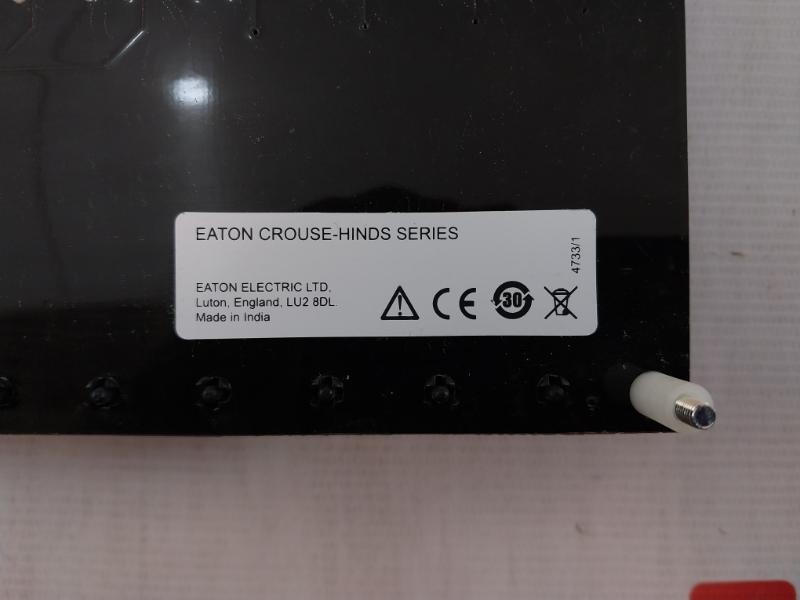 EATON CROUSE-HINDS SERIES
4733/1
EATON ELECTRIC LTD,
Luton, England, LU2 8DL.
Made in India
CE
30